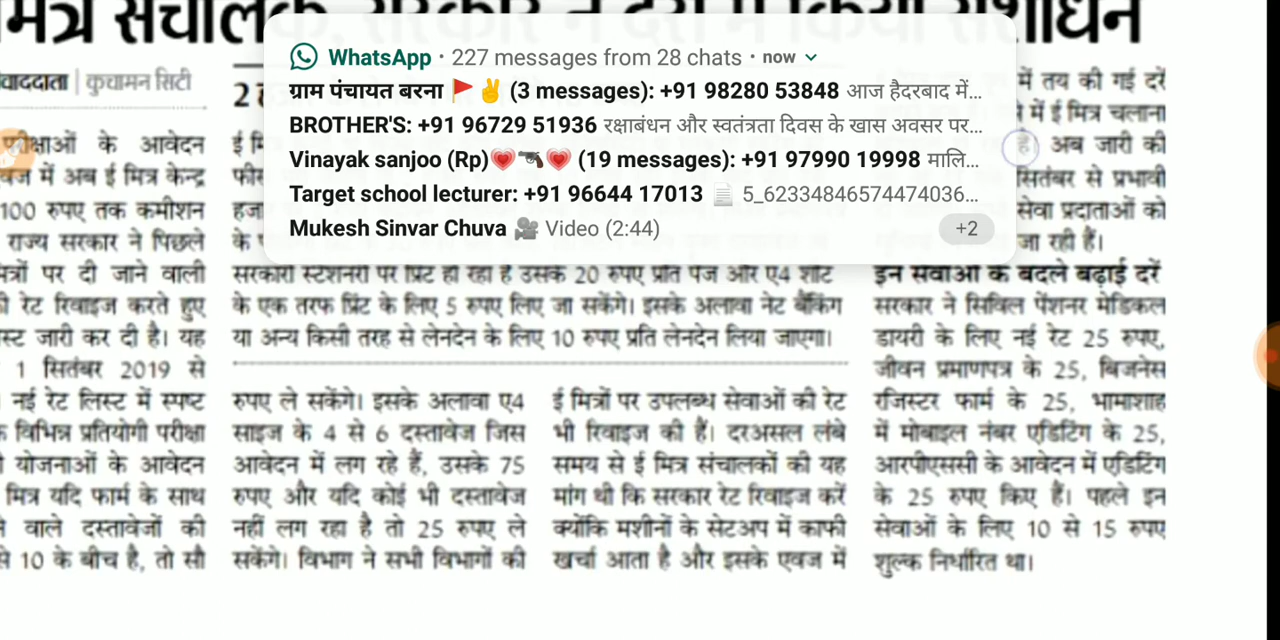 मित्र संचालक, सरकार ने दरों में किया संशोधन
WhatsApp · 227 messages from 28 chats · now
ग्राम पंचायत बरना 🚩 ✌ (3 messages): +91 98280 53848 आज हैदरबाद में…
BROTHER'S: +91 96729 51936 रक्षाबंधन और स्वतंत्रता दिवस के खास अवसर पर…
Vinayak sanjoo (Rp)💗🔫💗 (19 messages): +91 97990 19998 मालि…
Target school lecturer: +91 96644 17013 📄 5_62334846574474036…
Mukesh Sinvar Chuva 🎥 Video (2:44)
+2
वाददाता | कुचामन सिटी
परीक्षाओं के आवेदन
में अब ई मित्र केन्द्र
100 रुपए तक कमीशन
राज्य सरकार ने पिछले
मित्रों पर दी जाने वाली
रेट रिवाइज करते हुए
जारी कर दी है। यह
1 सितंबर 2019 से
नई रेट लिस्ट में स्पष्ट
विभिन्न प्रतियोगी परीक्षा
योजनाओं के आवेदन
मित्र यदि फार्म के साथ
वाले दस्तावेजों की
से 10 के बीच है, तो सौ
2
ई
फीस
हजा
के
सरकारी स्टेशनरी पर प्रिंट हो रहा है उसके 20 रुपए प्रति पेज और ए4 शीट
के एक तरफ प्रिंट के लिए 5 रुपए लिए जा सकेंगे। इसके अलावा नेट बैंकिंग
या अन्य किसी तरह से लेनदेन के लिए 10 रुपए प्रति लेनदेन लिया जाएगा।
रुपए ले सकेंगे। इसके अलावा ए4
साइज के 4 से 6 दस्तावेज जिस
आवेदन में लग रहे हैं, उसके 75
रुपए और यदि कोई भी दस्तावेज
नहीं लग रहा है तो 25 रुपए ले
सकेंगे। विभाग ने सभी विभागों की
ई मित्रों पर उपलब्ध सेवाओं की रेट
भी रिवाइज की हैं। दरअसल लंबे
समय से ई मित्र संचालकों की यह
मांग थी कि सरकार रेट रिवाइज करें
क्योंकि मशीनों के सेटअप में काफी
खर्चा आता है और इसके एवज में
में तय की गई दरें
में ई मित्र चलाना
है। अब जारी की
सितंबर से प्रभावी
सेवा प्रदाताओं को
जा रही हैं।
इन सेवाओं के बदले बढ़ाई दरें
सरकार ने सिविल पेंशनर मेडिकल
डायरी के लिए नई रेट 25 रुपए,
जीवन प्रमाणपत्र के 25, बिजनेस
रजिस्टर फार्म के 25, भामाशाह
में मोबाइल नंबर एडिटिंग के 25,
आरपीएससी के आवेदन में एडिटिंग
के 25 रुपए किए हैं। पहले इन
सेवाओं के लिए 10 से 15 रुपए
शुल्क निर्धारित था।